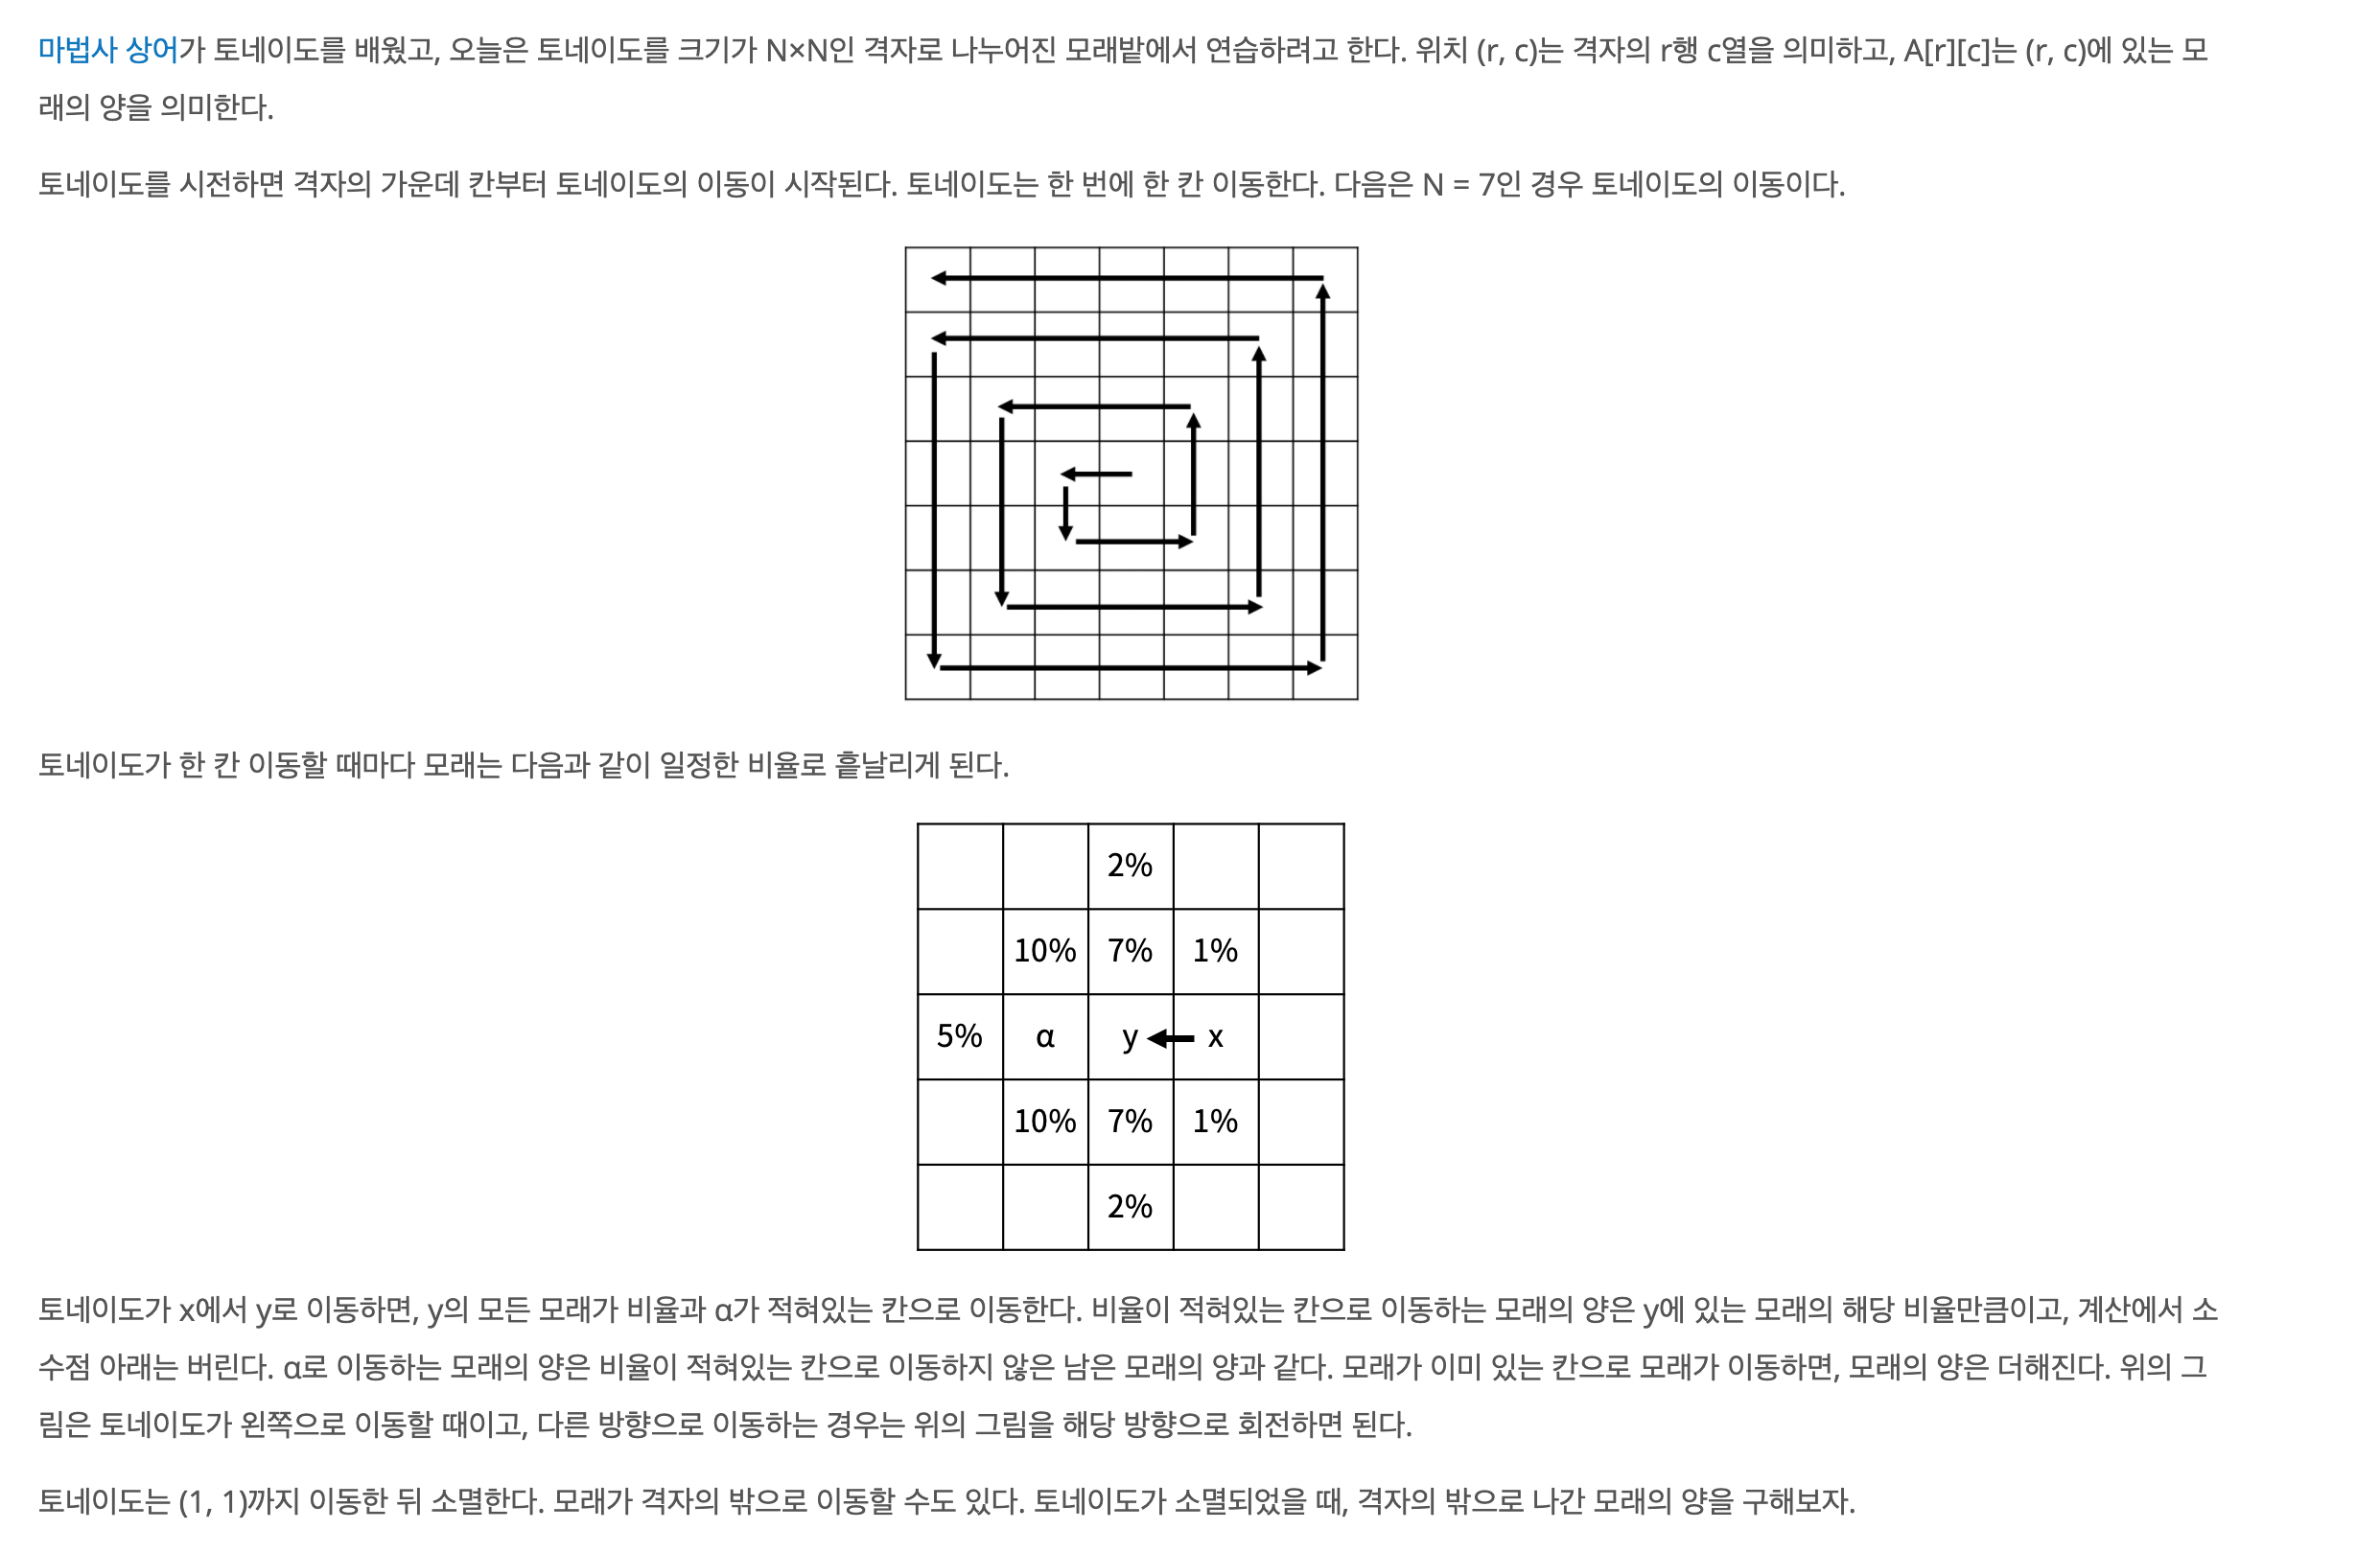 마법사 상어가 토네이도를 배웠고, 오늘은 토네이도를 크기가 N×N인 격자로 나누어진 모래밭에서 연습하려고 한다. 위치 (r, c)는 격자의 r행 c열을 의미하고, A[r][c]는 (r, c)에 있는 모
래의 양을 의미한다.
토네이도를 시전하면 격자의 가운데 칸부터 토네이도의 이동이 시작된다. 토네이도는 한 번에 한 칸 이동한다. 다음은 N = 7인 경우 토네이도의 이동이다.
토네이도가 한 칸 이동할 때마다 모래는 다음과 같이 일정한 비율로 흩날리게 된다.
2%
10% 7% 1%
5% α y x
10% 7% 1%
2%
토네이도가 x에서 y로 이동하면, y의 모든 모래가 비율과 α가 적혀있는 칸으로 이동한다. 비율이 적혀있는 칸으로 이동하는 모래의 양은 y에 있는 모래의 해당 비율만큼이고, 계산에서 소
수점 아래는 버린다. α로 이동하는 모래의 양은 비율이 적혀있는 칸으로 이동하지 않은 남은 모래의 양과 같다. 모래가 이미 있는 칸으로 모래가 이동하면, 모래의 양은 더해진다. 위의 그
림은 토네이도가 왼쪽으로 이동할 때이고, 다른 방향으로 이동하는 경우는 위의 그림을 해당 방향으로 회전하면 된다.
토네이도는 (1, 1)까지 이동한 뒤 소멸한다. 모래가 격자의 밖으로 이동할 수도 있다. 토네이도가 소멸되었을 때, 격자의 밖으로 나간 모래의 양을 구해보자.